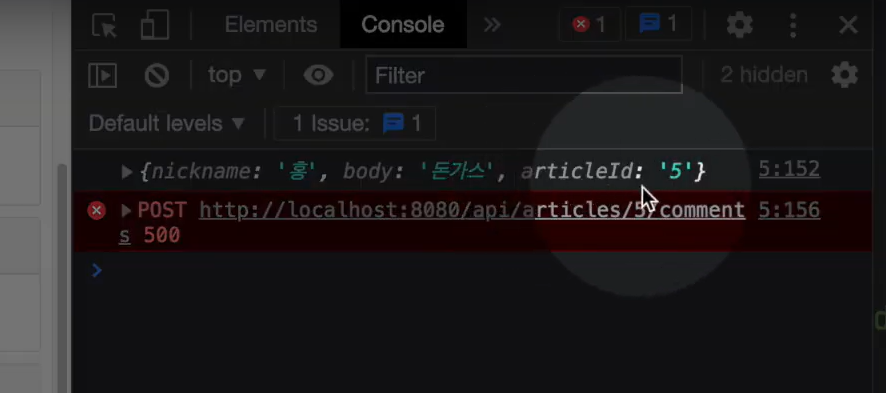 Elements Console » 1 1
top ▼ Filter 2 hidden
Default levels ▼ 1 Issue: 1
▶{nickname: '홍', body: '돈가스', articleId: '5'} 5:152
▶POST http://localhost:8080/api/articles/5/comment 5:156
s 500
>